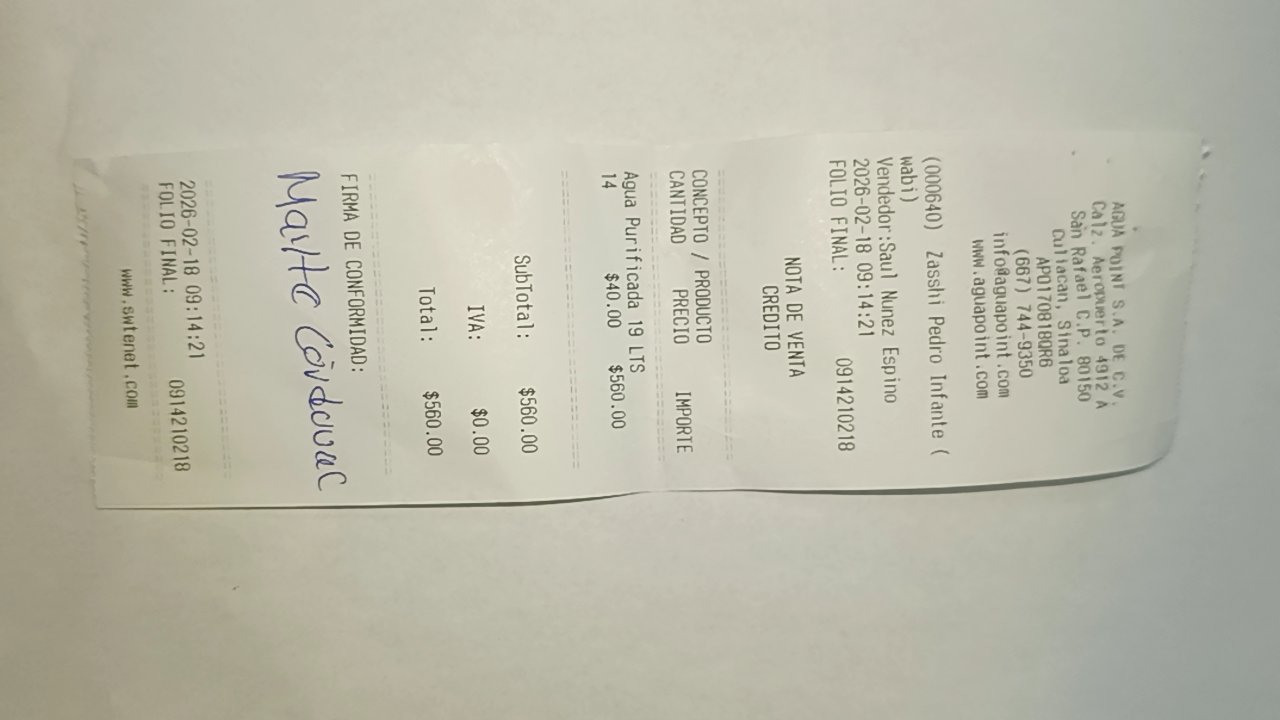 AGUA POINT S.A. DE C.V.
Calz. Aeropuerto 4912 A
San Rafael C.P. 80150
Culiacan, Sinaloa
APO170818QR6
(667) 744-9350
info@aguapoint.com
www.aguapoint.com
(000640) Zasshi Pedro Infante (
wabi)
Vendedor:Saul Nunez Espino
2026-02-18 09:14:21
FOLIO FINAL: 0914210218
NOTA DE VENTA
CREDITO
CONCEPTO / PRODUCTO
CANTIDAD PRECIO IMPORTE
Agua Purificada 19 LTS
14 $40.00 $560.00
SubTotal: $560.00
IVA: $0.00
Total: $560.00
FIRMA DE CONFORMIDAD:
2026-02-18 09:14:21
FOLIO FINAL: 0914210218
www.swtenet.com